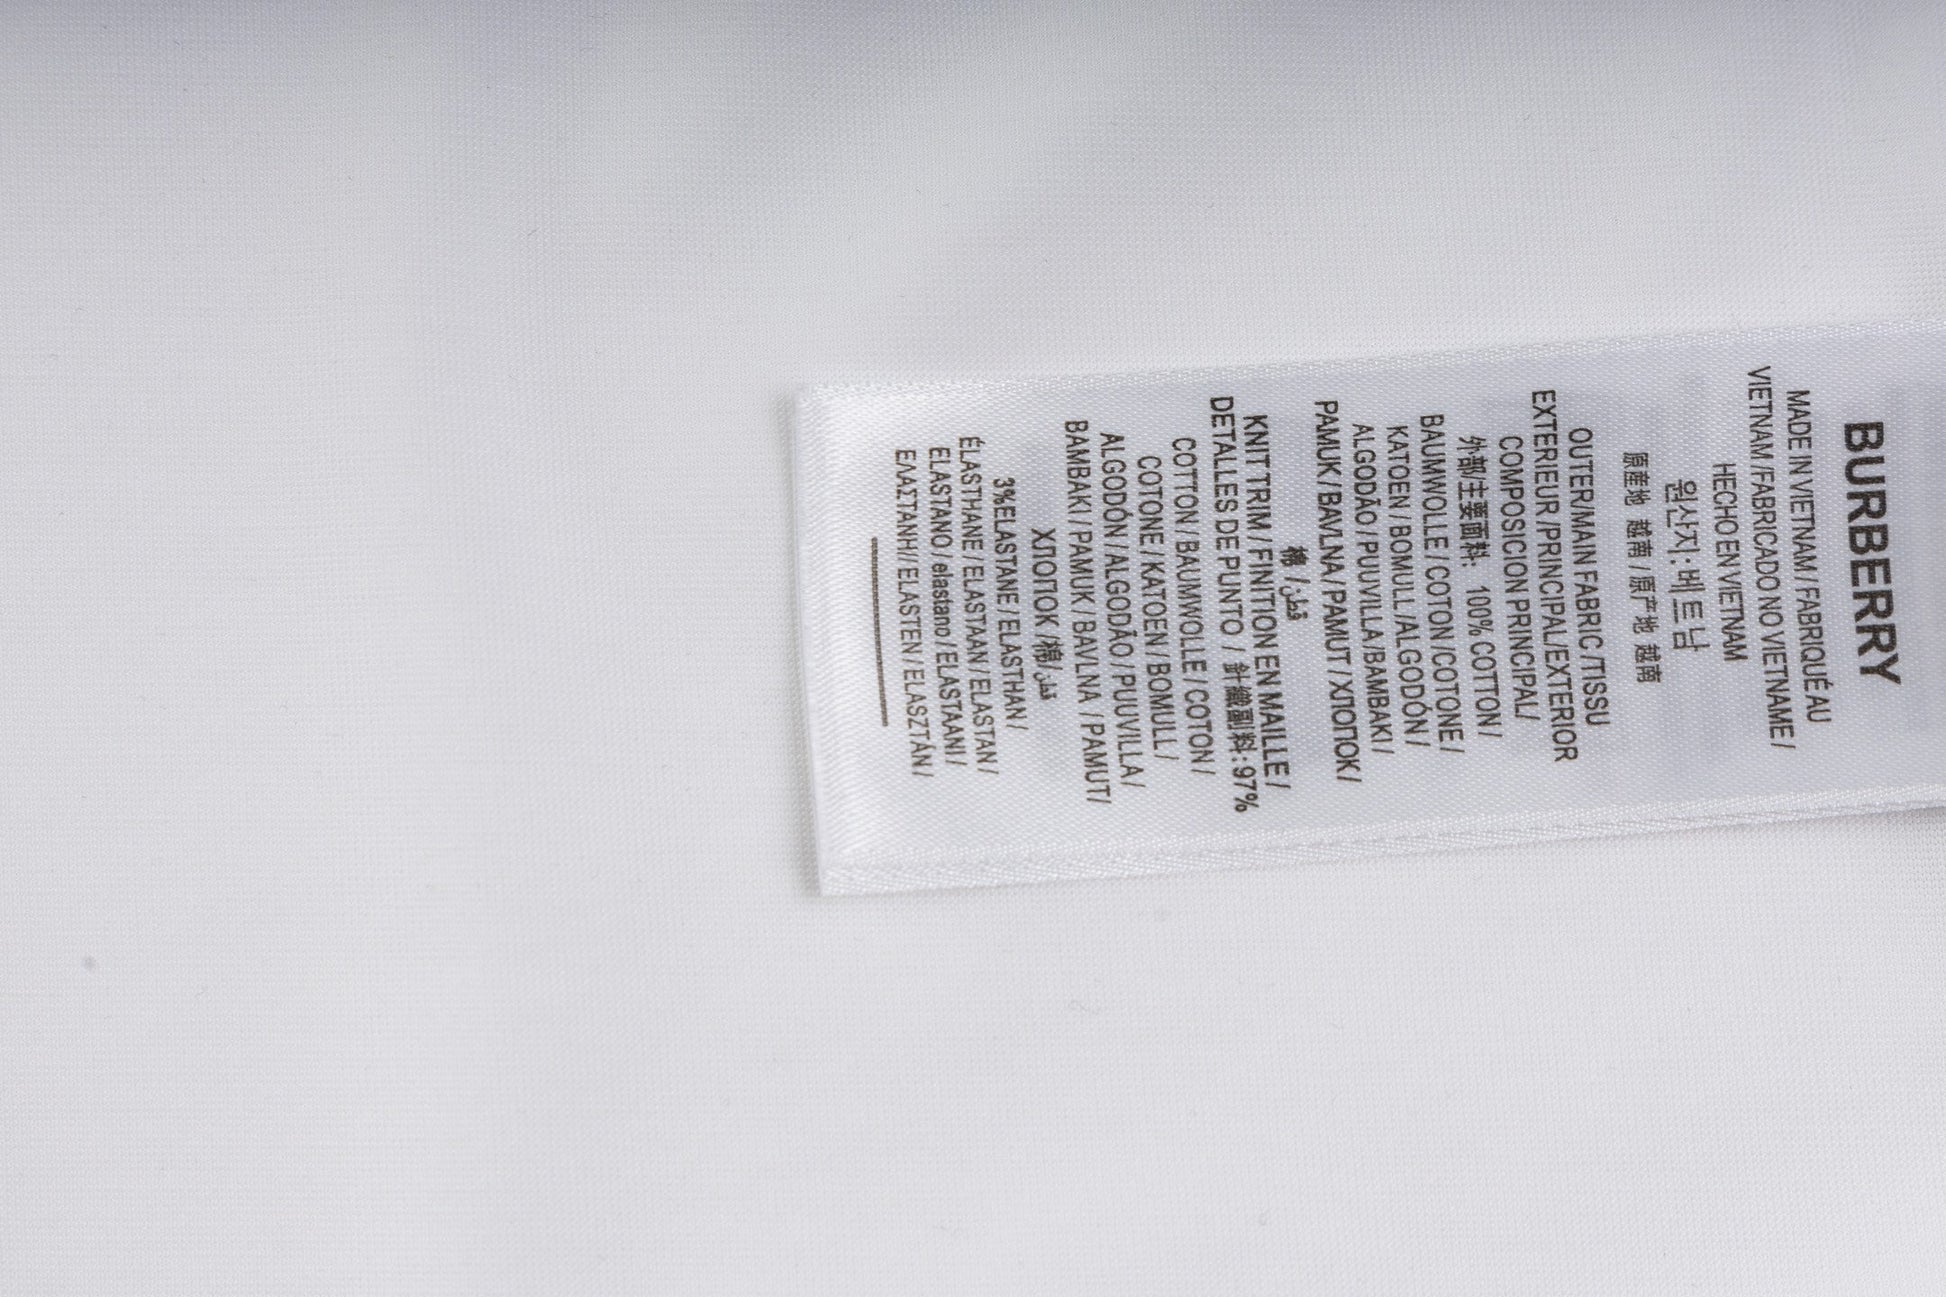 BURBERRY
MADE IN VIETNAM / FABRIQUÉ AU
VIETNAM /FABRICADO NO VIETNAME /
HECHO EN VIETNAM
원산지: 베트남
原産地 越南 / 原产地 越南
OUTER/MAIN FABRIC /TISSU
EXTERIEUR /PRINCIPAL/EXTERIOR
COMPOSICION PRINCIPAL/
外部/主要面料: 100% COTTON /
BAUMWOLLE / COTON /COTONE /
KATOEN / BOMULL /ALGODÓN /
ALGODÃO / PUUVILLA /BAMBAKI /
PAMUK / BAVLNA / PAMUT / ХЛОПОК /
棉 /قطن
KNIT TRIM / FINITION EN MAILLE /
DETALLES DE PUNTO / 針織副料: 97%
COTTON / BAUMWOLLE / COTON /
COTONE / KATOEN / BOMULL /
ALGODÓN / ALGODÃO / PUUVILLA /
BAMBAKI / PAMUK / BAVLNA / PAMUT/
ХЛОПОК /棉/ قطن
3%ELASTANE / ELASTHAN /
ÉLASTHANE / ELASTAAN / ELASTAN /
ELASTANO / elastano / ELASTAANI /
ΕΛΑΣΤΑΝΗ / ELASTEN / ELASZTÁN /